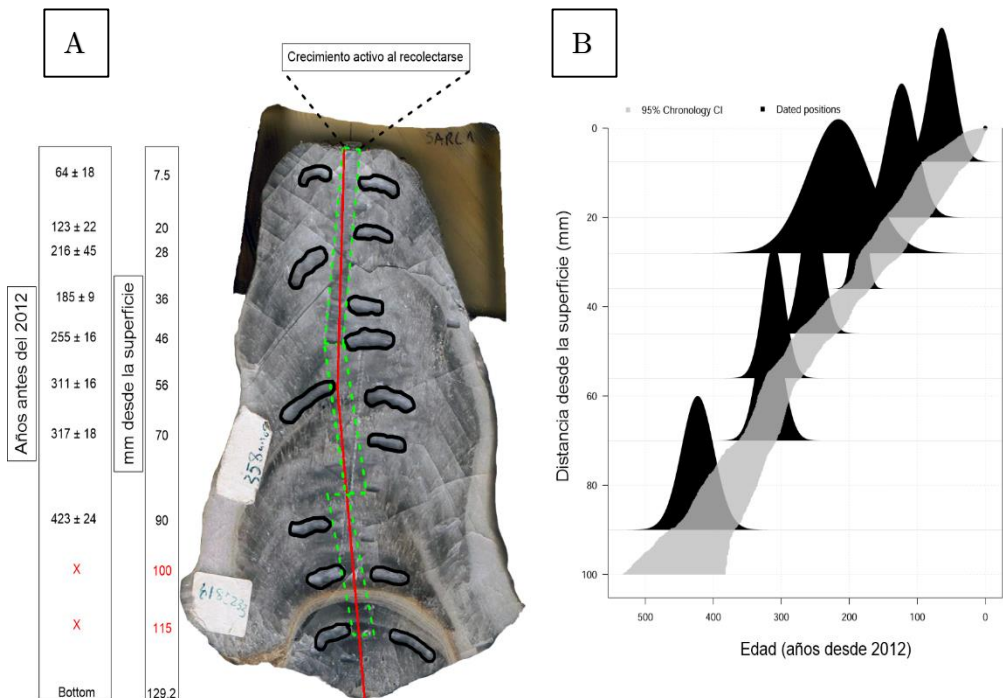 A
Crecimiento activo al recolectarse
SARL1
Años antes del 2012
64 ± 18
123 ± 22
216 ± 45
185 ± 9
255 ± 16
311 ± 16
317 ± 18
423 ± 24
X
X
Bottom
mm desde la superficie
7.5
20
28
36
46
56
70
90
100
115
129.2
B
95% Chronology CI
Dated positions
Distancia desde la superficie (mm)
0
20
40
60
80
100
500
400
300
200
100
0
Edad (años desde 2012)